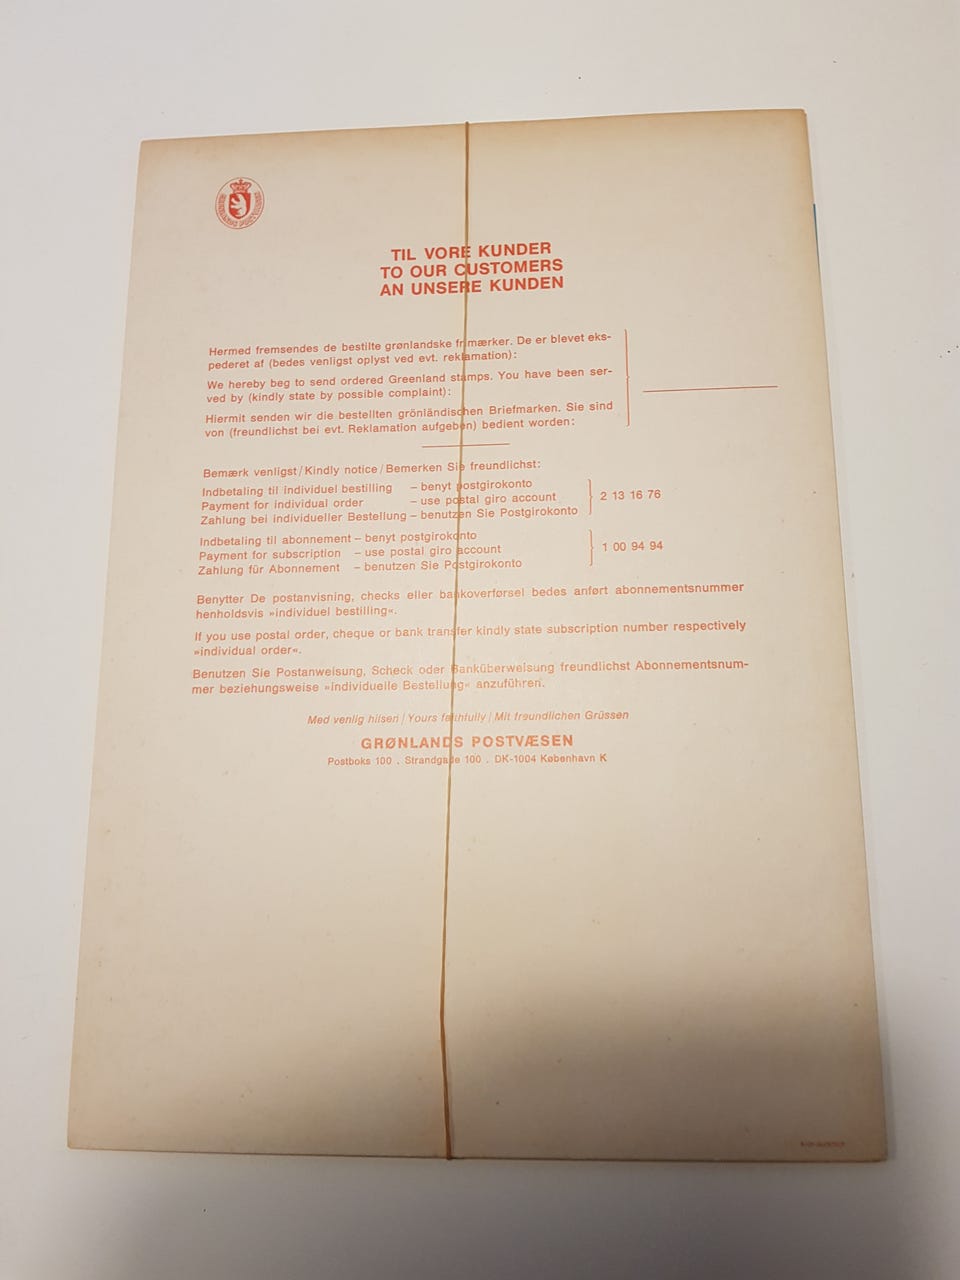 TIL VORE KUNDER
TO OUR CUSTOMERS
AN UNSERE KUNDEN
Hermed fremsendes de bestilte grønlandske frimærker. De er blevet eks-
pederet af (bedes venligst oplyst ved evt. reklamation):
We hereby beg to send ordered Greenland stamps. You have been ser-
ved by (kindly state by possible complaint):
Hiermit senden wir die bestellten grönländischen Briefmarken. Sie sind
von (freundlichst bei evt. Reklamation aufgeben) bedient worden:
Bemærk venligst/Kindly notice/Bemerken Sie freundlichst:
Indbetaling til individuel bestilling – benyt postgirokonto
Payment for individual order – use postal giro account 2 13 16 76
Zahlung bei individueller Bestellung – benutzen Sie Postgirokonto
Indbetaling til abonnement – benyt postgirokonto
Payment for subscription – use postal giro account 1 00 94 94
Zahlung für Abonnement – benutzen Sie Postgirokonto
Benytter De postanvisning, checks eller bankoverførsel bedes anført abonnementsnummer
henholdsvis »individuel bestilling«.
If you use postal order, cheque or bank transfer kindly state subscription number respectively
»individual order«.
Benutzen Sie Postanweisung, Scheck oder Banküberweisung freundlichst Abonnementsnum-
mer beziehungsweise »individuelle Bestellung« anzuführen.
Med venlig hilsen/Yours faithfully/Mit freundlichen Grüssen
GRØNLANDS POSTVÆSEN
Postboks 100 . Strandgade 100 . DK-1004 København K